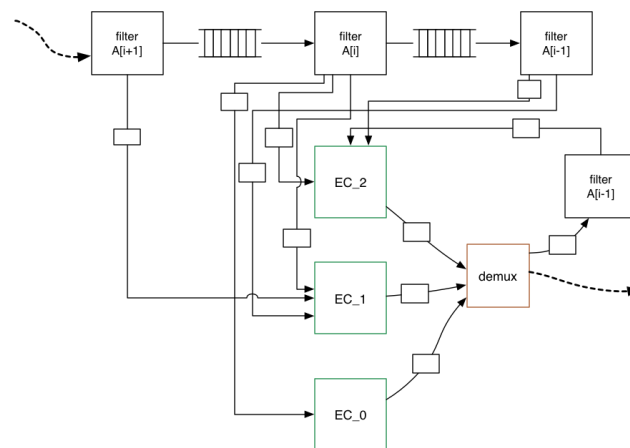 filter
A[i+1]
filter
A[i]
filter
A[i-1]
EC_2
filter
A[i-1]
demux
EC_1
EC_0